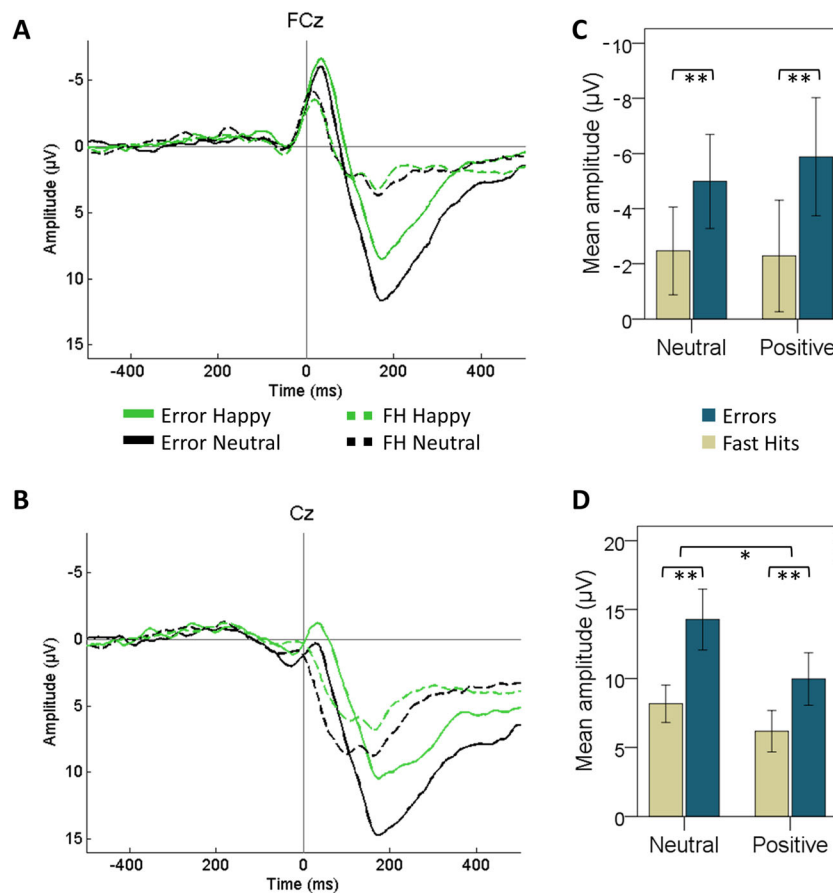 A
FCz
-5
0
5
10
15
Amplitude (µV)
-400 200 0 200 400
Time (ms)
Error Happy FH Happy
Error Neutral FH Neutral
B
Cz
-5
0
5
10
15
Amplitude (µV)
-400 200 0 200 400
Time (ms)
C
-10
-8
-6
-4
-2
0
Mean amplitude (µV)
** **
Neutral Positive
Errors
Fast Hits
D
20
15
10
5
0
Mean amplitude (µV)
*
** **
Neutral Positive